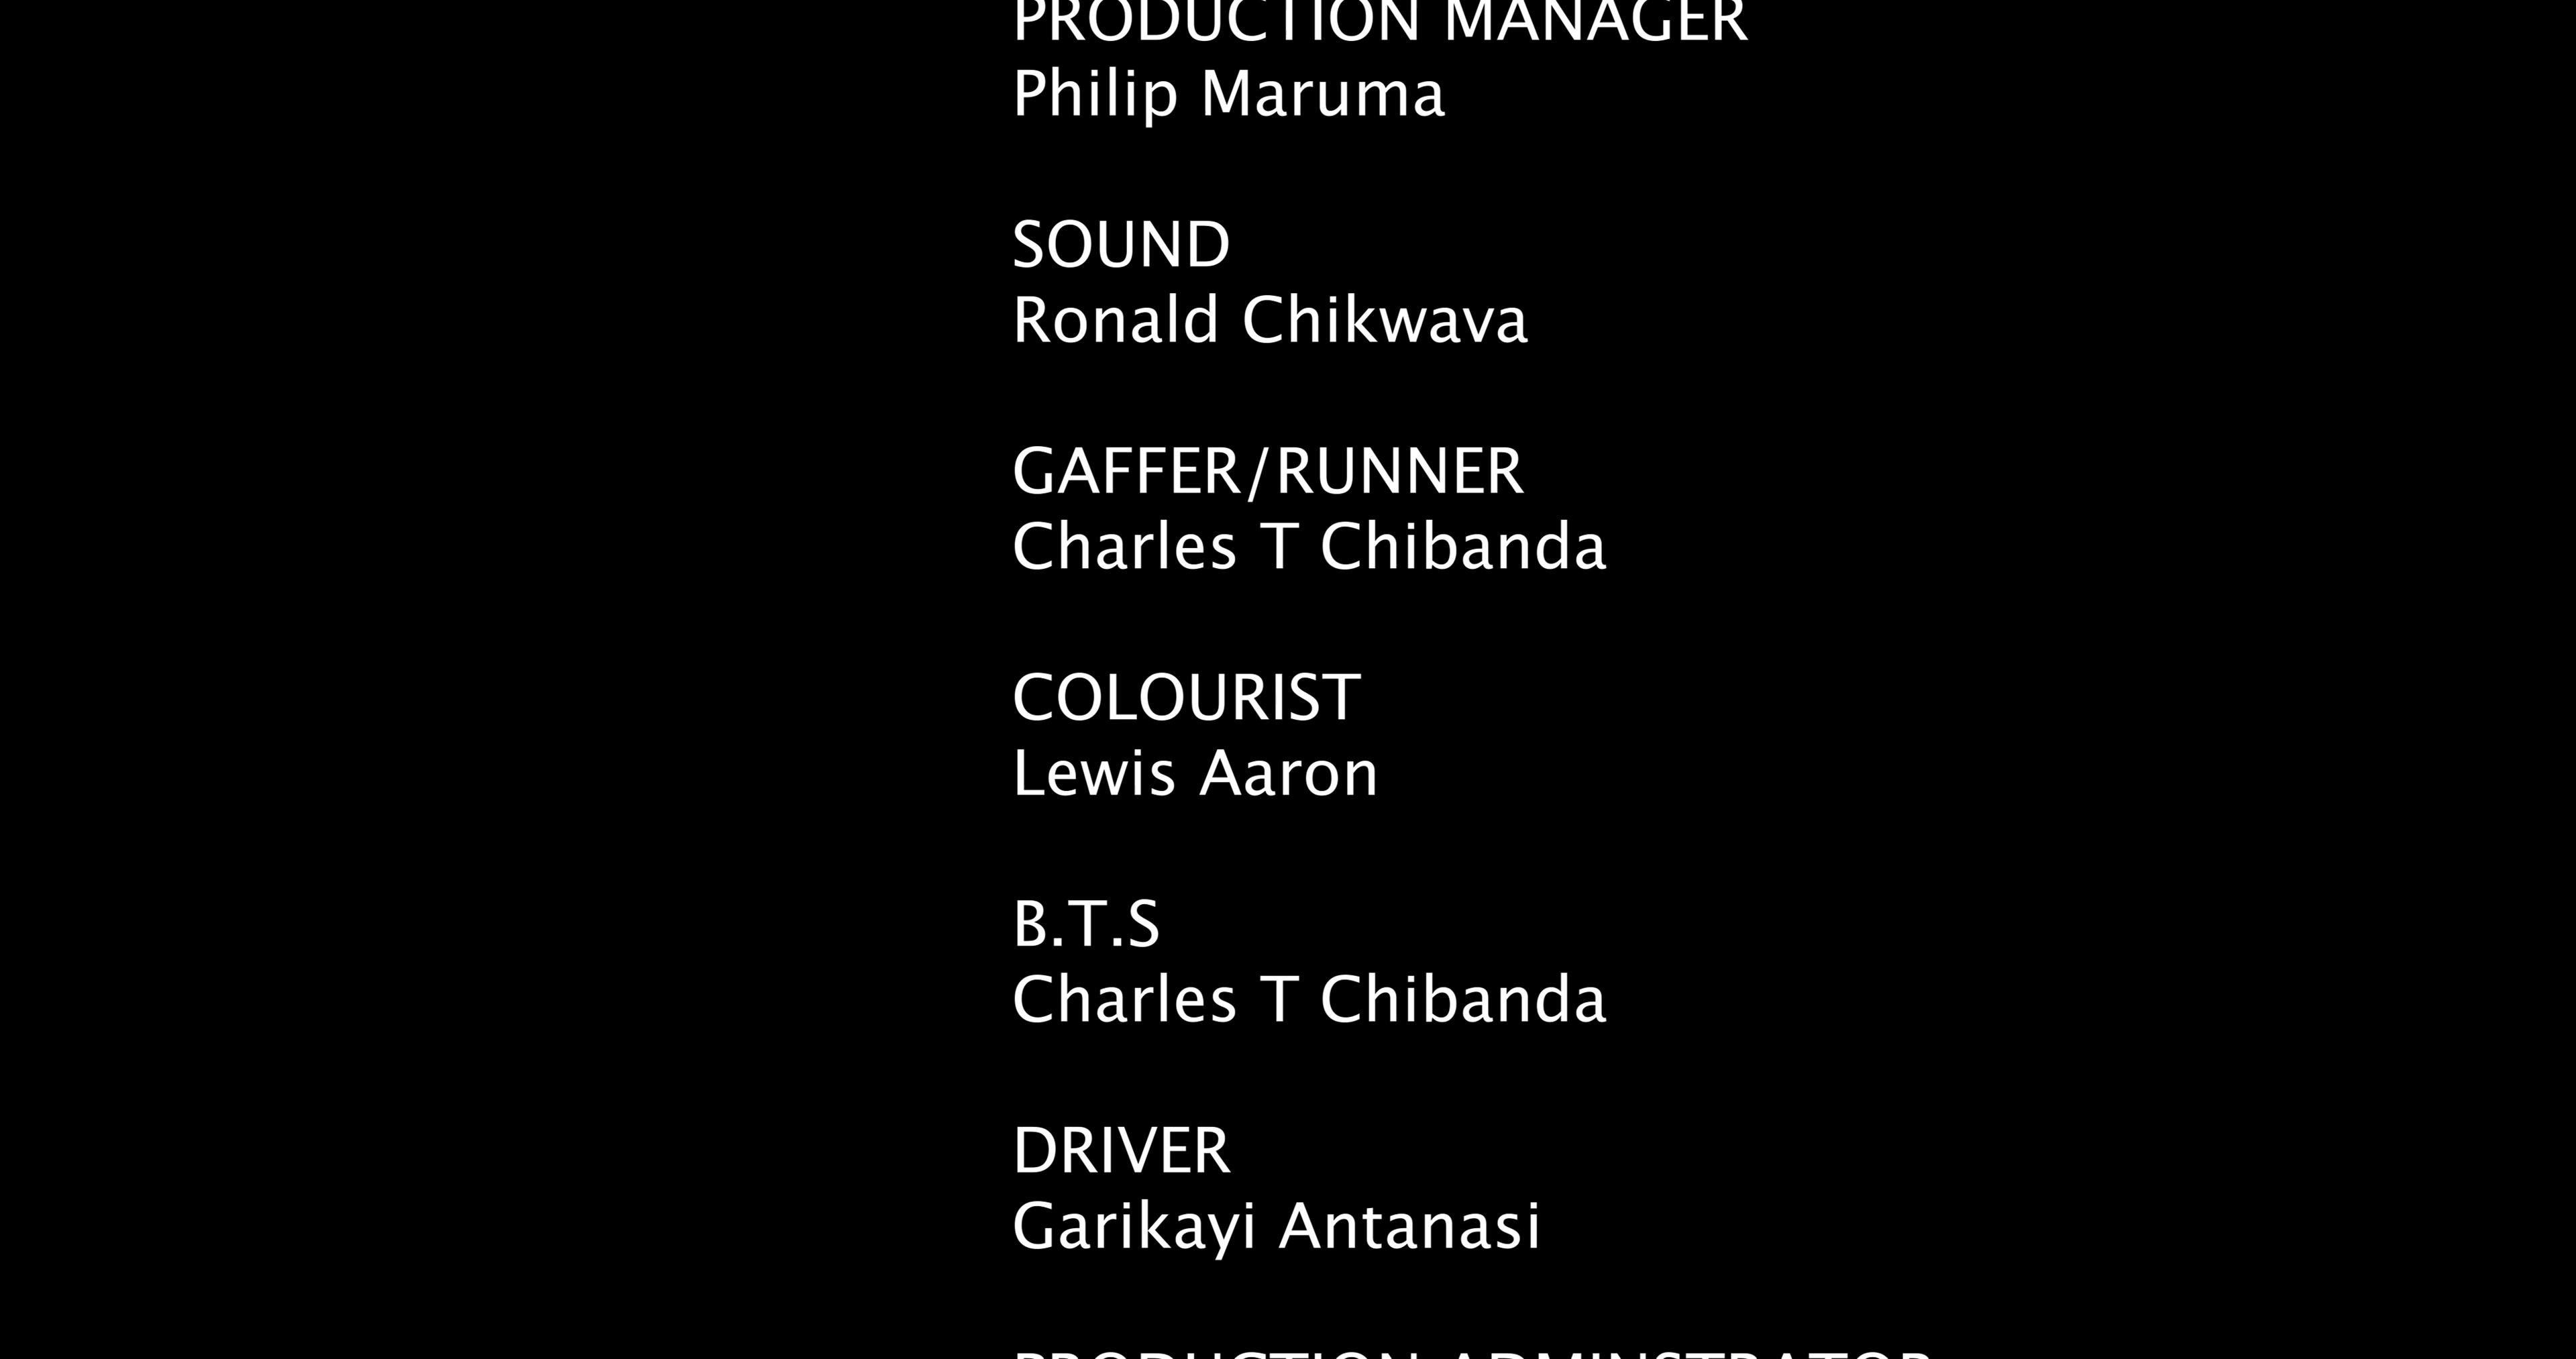 PRODUCTION MANAGER
Philip Maruma
SOUND
Ronald Chikwava
GAFFER/RUNNER
Charles T Chibanda
COLOURIST
Lewis Aaron
B.T.S
Charles T Chibanda
DRIVER
Garikayi Antanasi
PRODUCTION ADMINSTRATOR